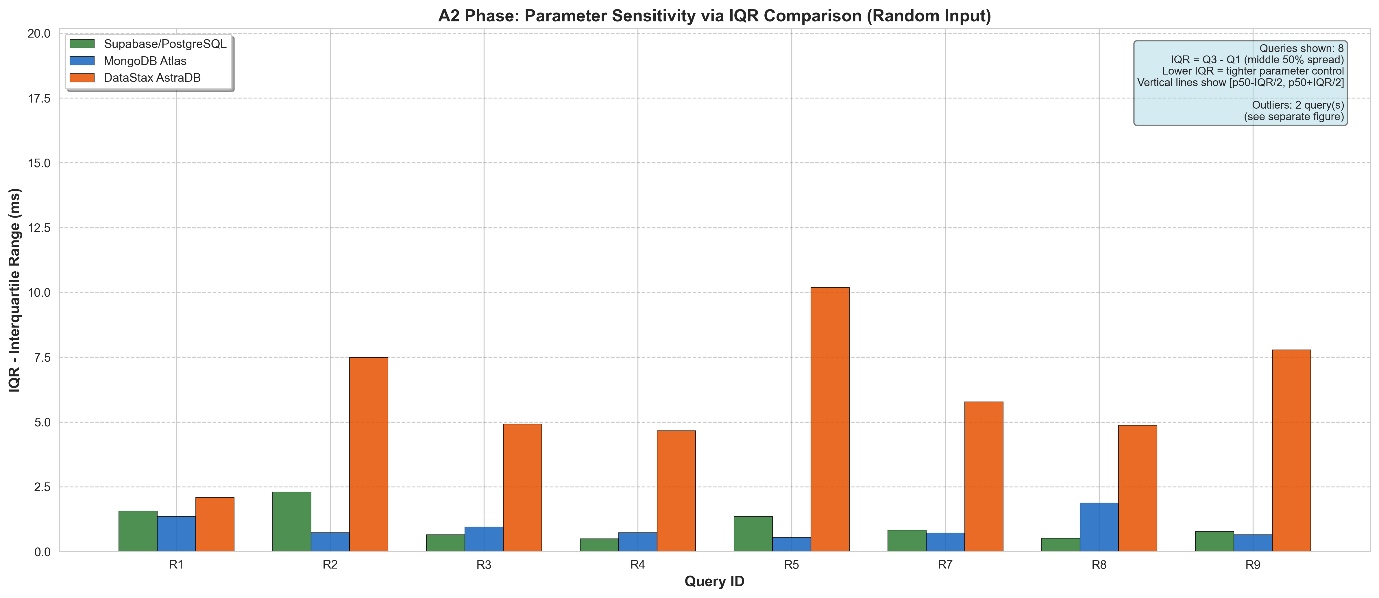 A2 Phase: Parameter Sensitivity via IQR Comparison (Random Input)
Supabase/PostgreSQL
MongoDB Atlas
DataStax AstraDB
Queries shown: 8
IQR = Q3 - Q1 (middle 50% spread)
Lower IQR = tighter parameter control
Vertical lines show [p50-IQR/2, p50+IQR/2]
Outliers: 2 query(s)
(see separate figure)
IQR - Interquartile Range (ms)
20.0
17.5
15.0
12.5
10.0
7.5
5.0
2.5
0.0
R1 R2 R3 R4 R5 R7 R8 R9
Query ID